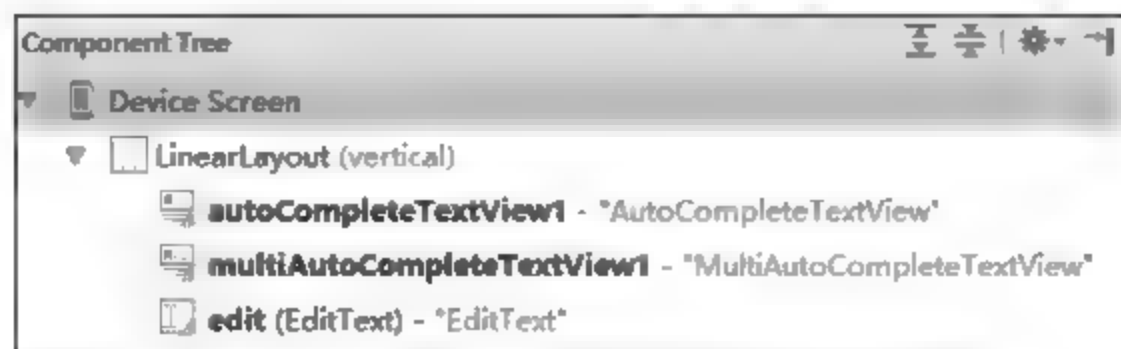 Component Tree
Device Screen
LinearLayout (vertical)
autoCompleteTextView1 - "AutoCompleteTextView"
multiAutoCompleteTextView1 - "MultiAutoCompleteTextView"
edit (EditText) - "EditText"